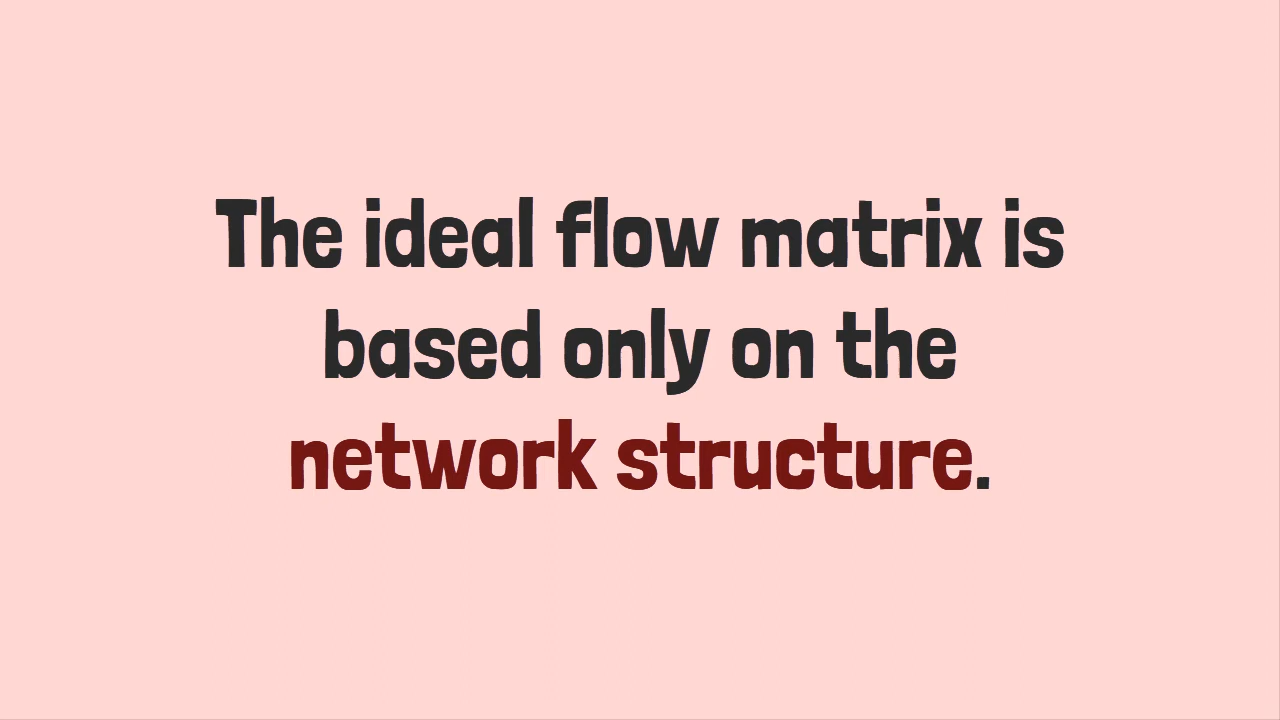 The ideal flow matrix is
based only on the
network structure.